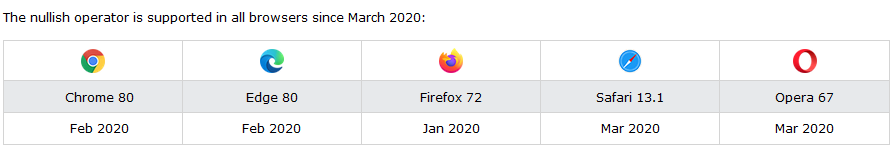 The nullish operator is supported in all browsers since March 2020:
Chrome 80 Edge 80 Firefox 72 Safari 13.1 Opera 67
Feb 2020 Feb 2020 Jan 2020 Mar 2020 Mar 2020